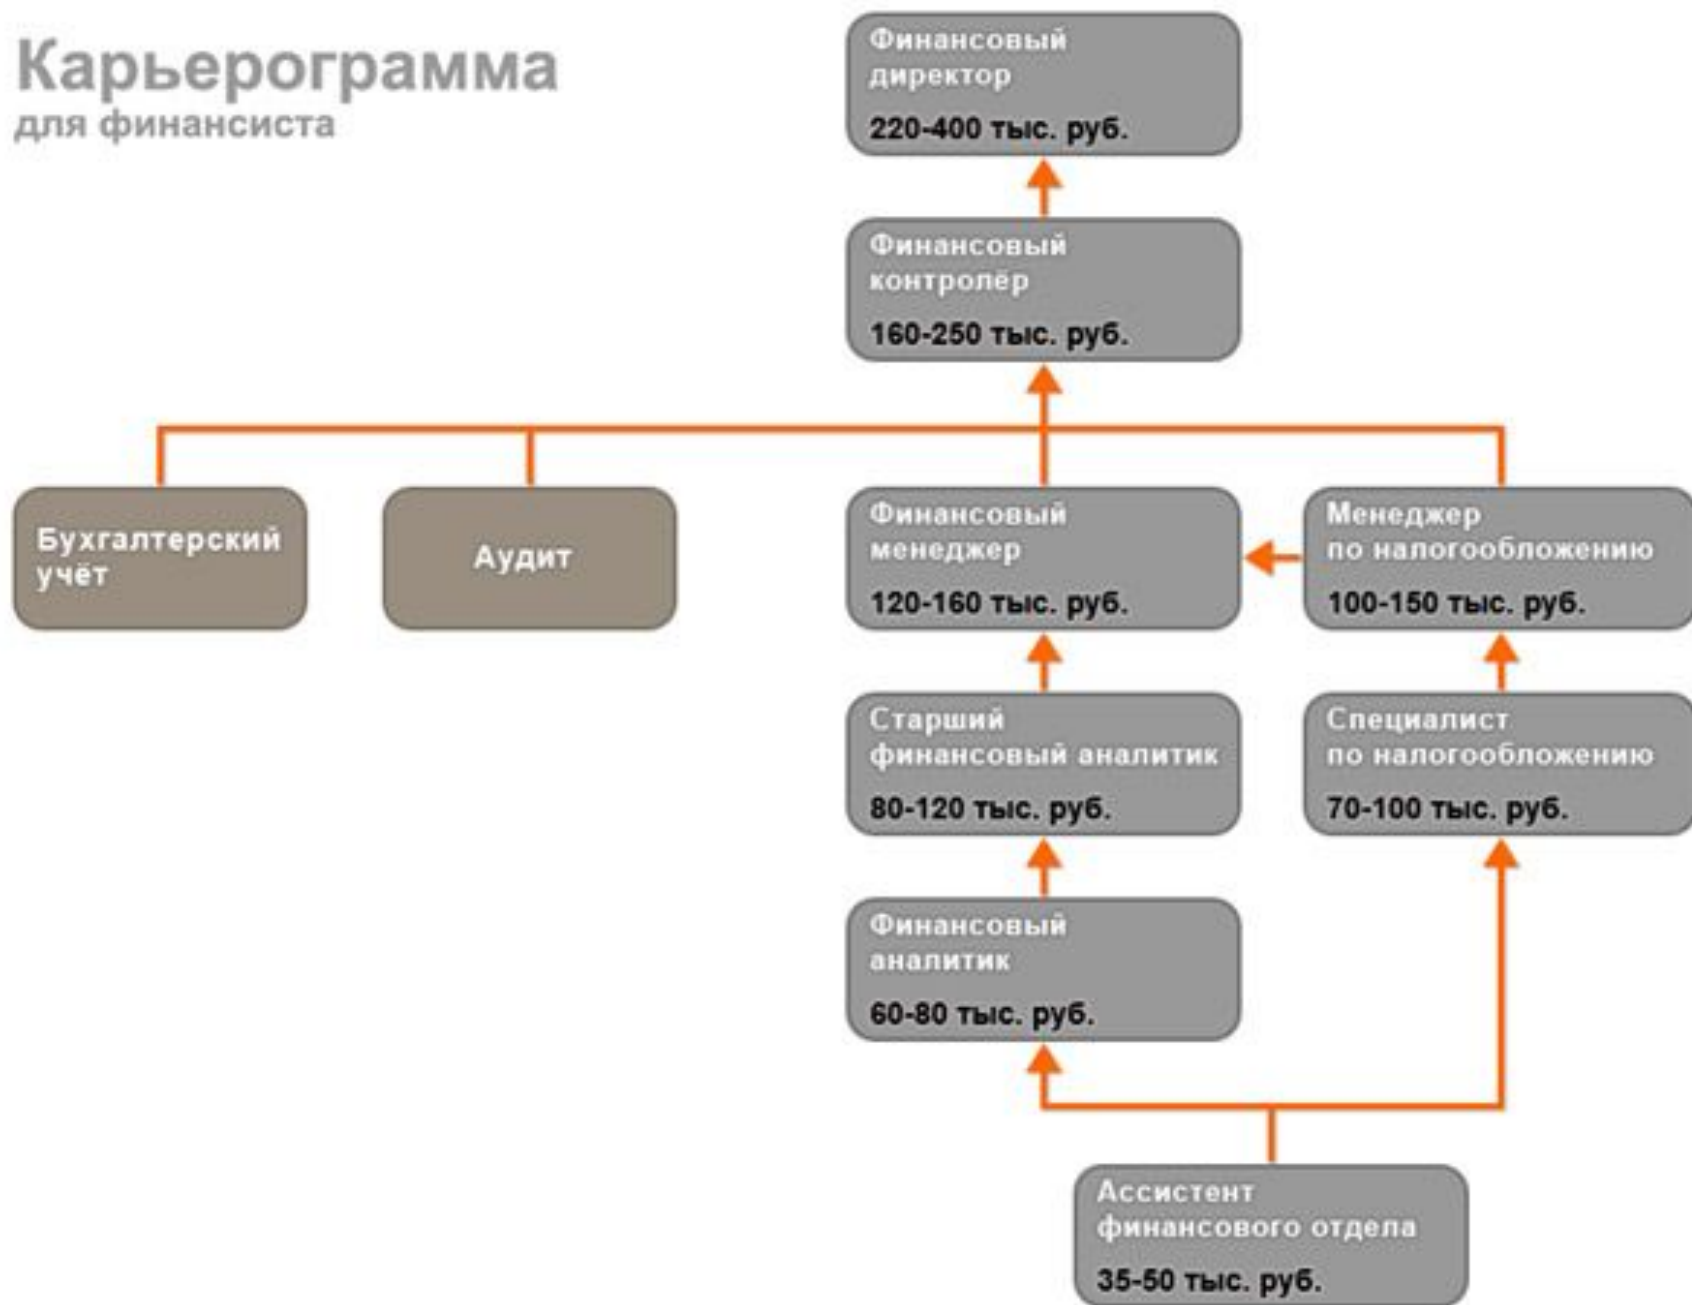 Карьерограмма
для финансиста
Финансовый
директор
220-400 тыс. руб.
Финансовый
контролёр
160-250 тыс. руб.
Бухгалтерский
учёт
Аудит
Финансовый
менеджер
120-160 тыс. руб.
Менеджер
по налогообложению
100-150 тыс. руб.
Старший
финансовый аналитик
80-120 тыс. руб.
Специалист
по налогообложению
70-100 тыс. руб.
Финансовый
аналитик
60-80 тыс. руб.
Ассистент
финансового отдела
35-50 тыс. руб.